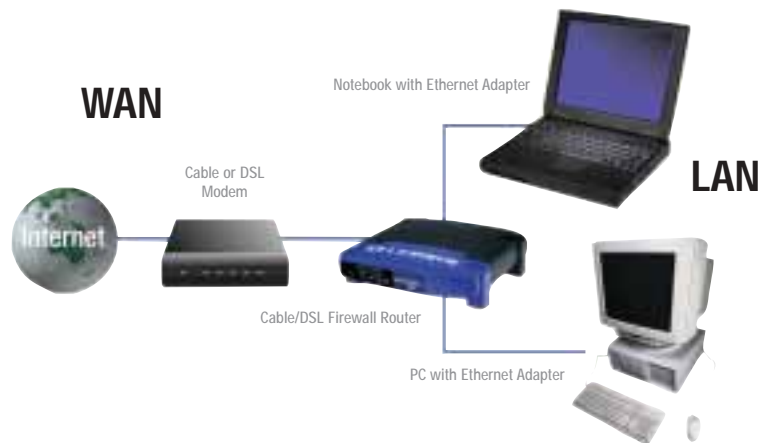 WAN
Notebook with Ethernet Adapter
Cable or DSL
Modem
LAN
Internet
Cable/DSL Firewall Router
PC with Ethernet Adapter